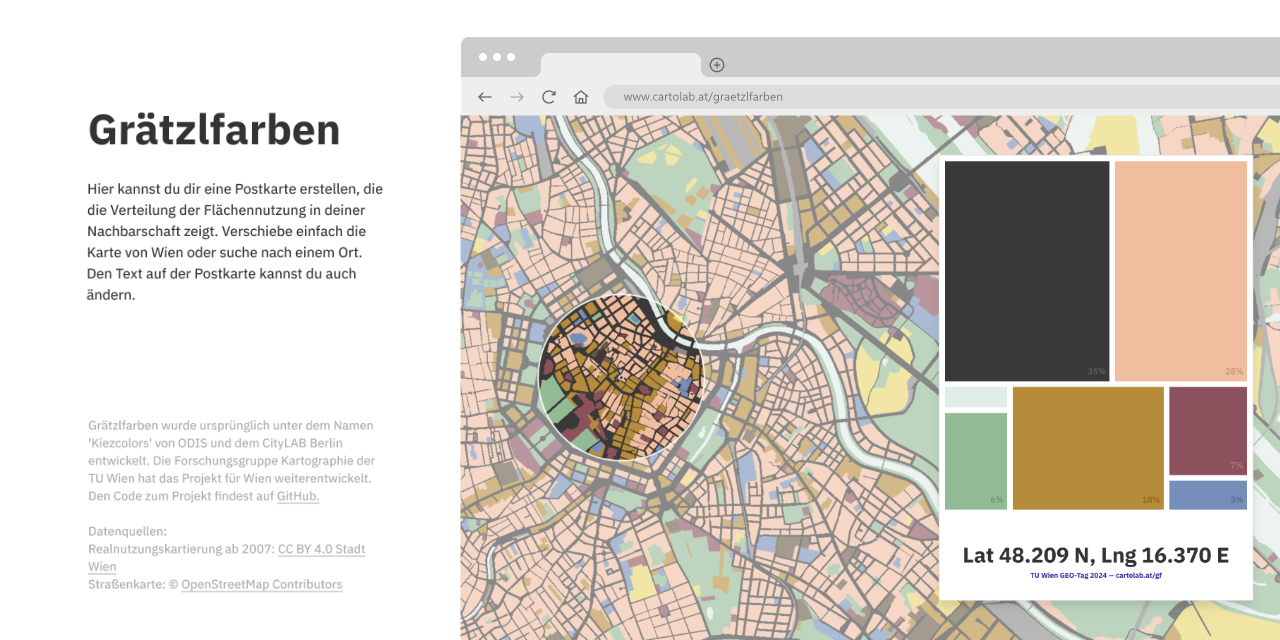 Grätzlfarben
Hier kannst du dir eine Postkarte erstellen, die
die Verteilung der Flächennutzung in deiner
Nachbarschaft zeigt. Verschiebe einfach die
Karte von Wien oder suche nach einem Ort.
Den Text auf der Postkarte kannst du auch
ändern.
Grätzlfarben wurde ursprünglich unter dem Namen
'Kiezcolors' von ODIS und dem CityLAB Berlin
entwickelt. Die Forschungsgruppe Kartographie der
TU Wien hat das Projekt für Wien weiterentwickelt.
Den Code zum Projekt findest auf GitHub.
Datenquellen:
Realnutzungskartierung ab 2007: CC BY 4.0 Stadt
Wien
Straßenkarte: © OpenStreetMap Contributors
www.cartolab.at/graetzlfarben
35%
28%
6%
18%
7%
3%
Lat 48.209 N, Lng 16.370 E
TU Wien GEO-Tag 2024 — cartolab.at/gf